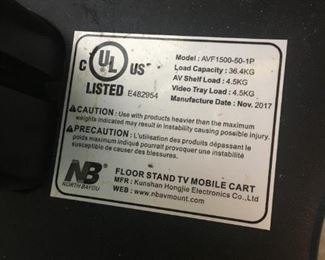 C UL US
LISTED E482954
Model : AVF1500-50-1P
Load Capacity : 36.4KG
AV Shelf Load : 4.5KG
Video Tray Load : 4.5KG
Manufacture Date : Nov. 2017
CAUTION : Use with products heavier than the maximum
weights indicated may result in instability causing possible injury.
PRECAUTION : L'utilisation des produits dépassant le
poids maximum indiqué pourrait provoquer une instabilité
susceptible de causer des blessures.
NB
NORTH BAYOU
FLOOR STAND TV MOBILE CART
MFR : Kunshan Hongjie Electronics Co.,Ltd
WEB : www.nbavmount.com